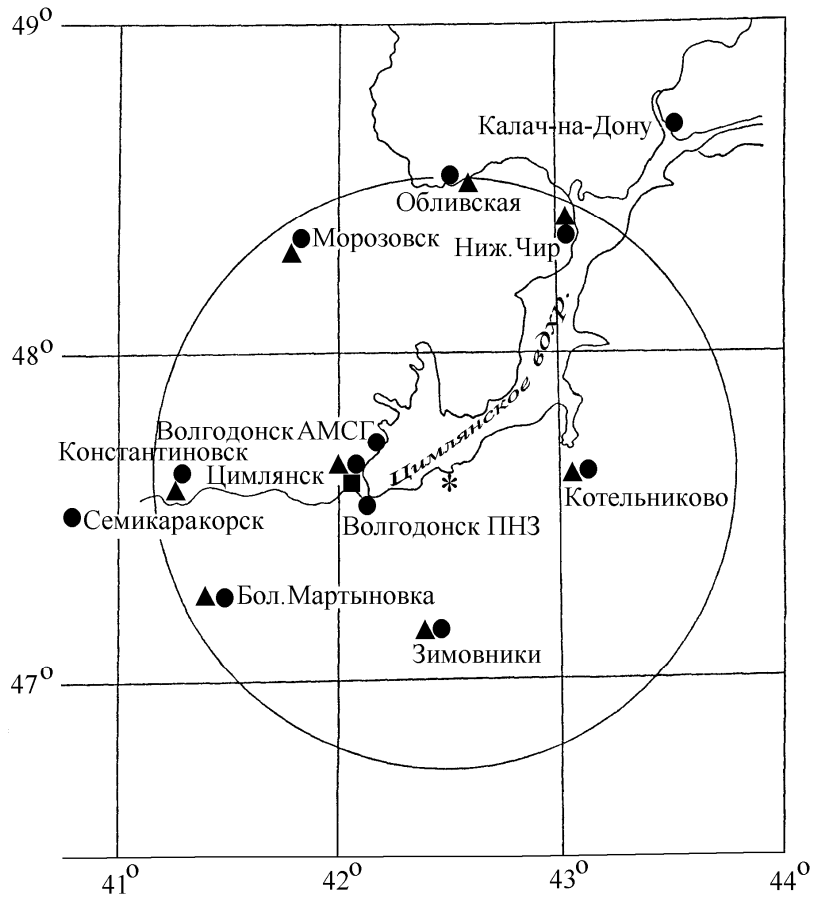 49°
Калач-на-Дону
Обливская
Морозовск
Ниж.Чир
48°
Цимлянское вдхр.
Волгодонск АМСГ
Константиновск
Цимлянск
Котельниково
Семикаракорск
Волгодонск ПНЗ
Бол.Мартыновка
Зимовники
47°
41°
42°
43°
44°